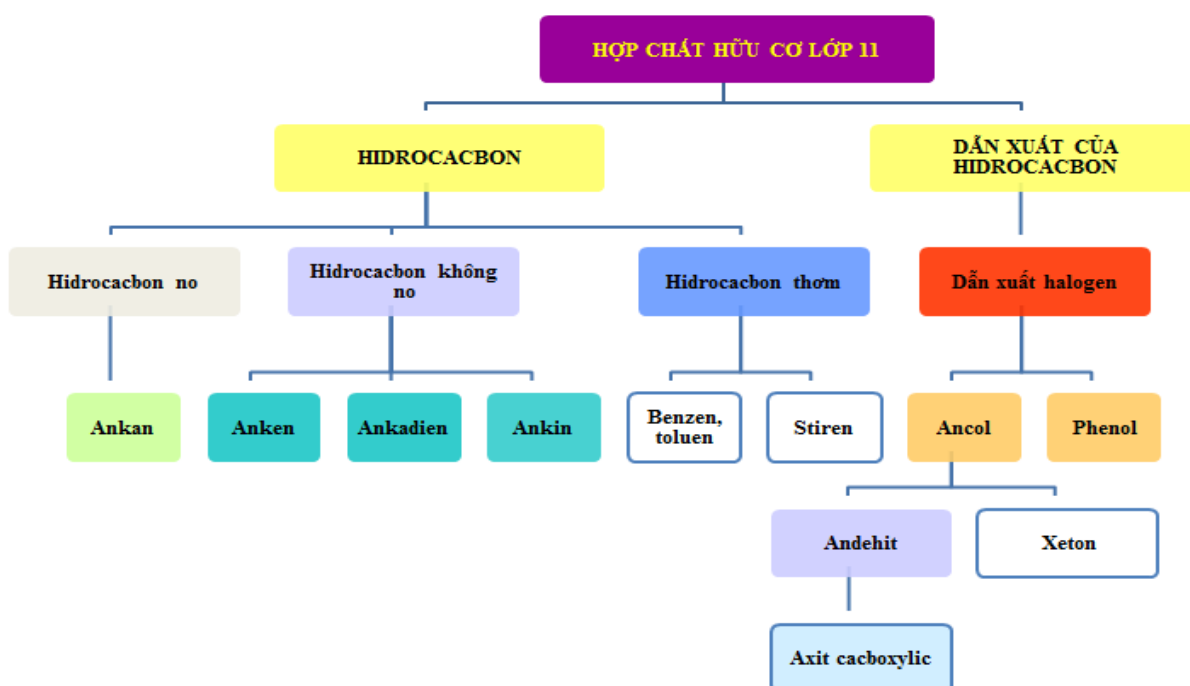 HỢP CHẤT HỮU CƠ LỚP 11
HIDROCACBON
DẪN XUẤT CỦA
HIDROCACBON
Hidrocacbon no
Hidrocacbon không
no
Hidrocacbon thơm
Dẫn xuất halogen
Ankan
Anken
Ankadien
Ankin
Benzen,
toluen
Stiren
Ancol
Phenol
Andehit
Xeton
Axit cacboxylic